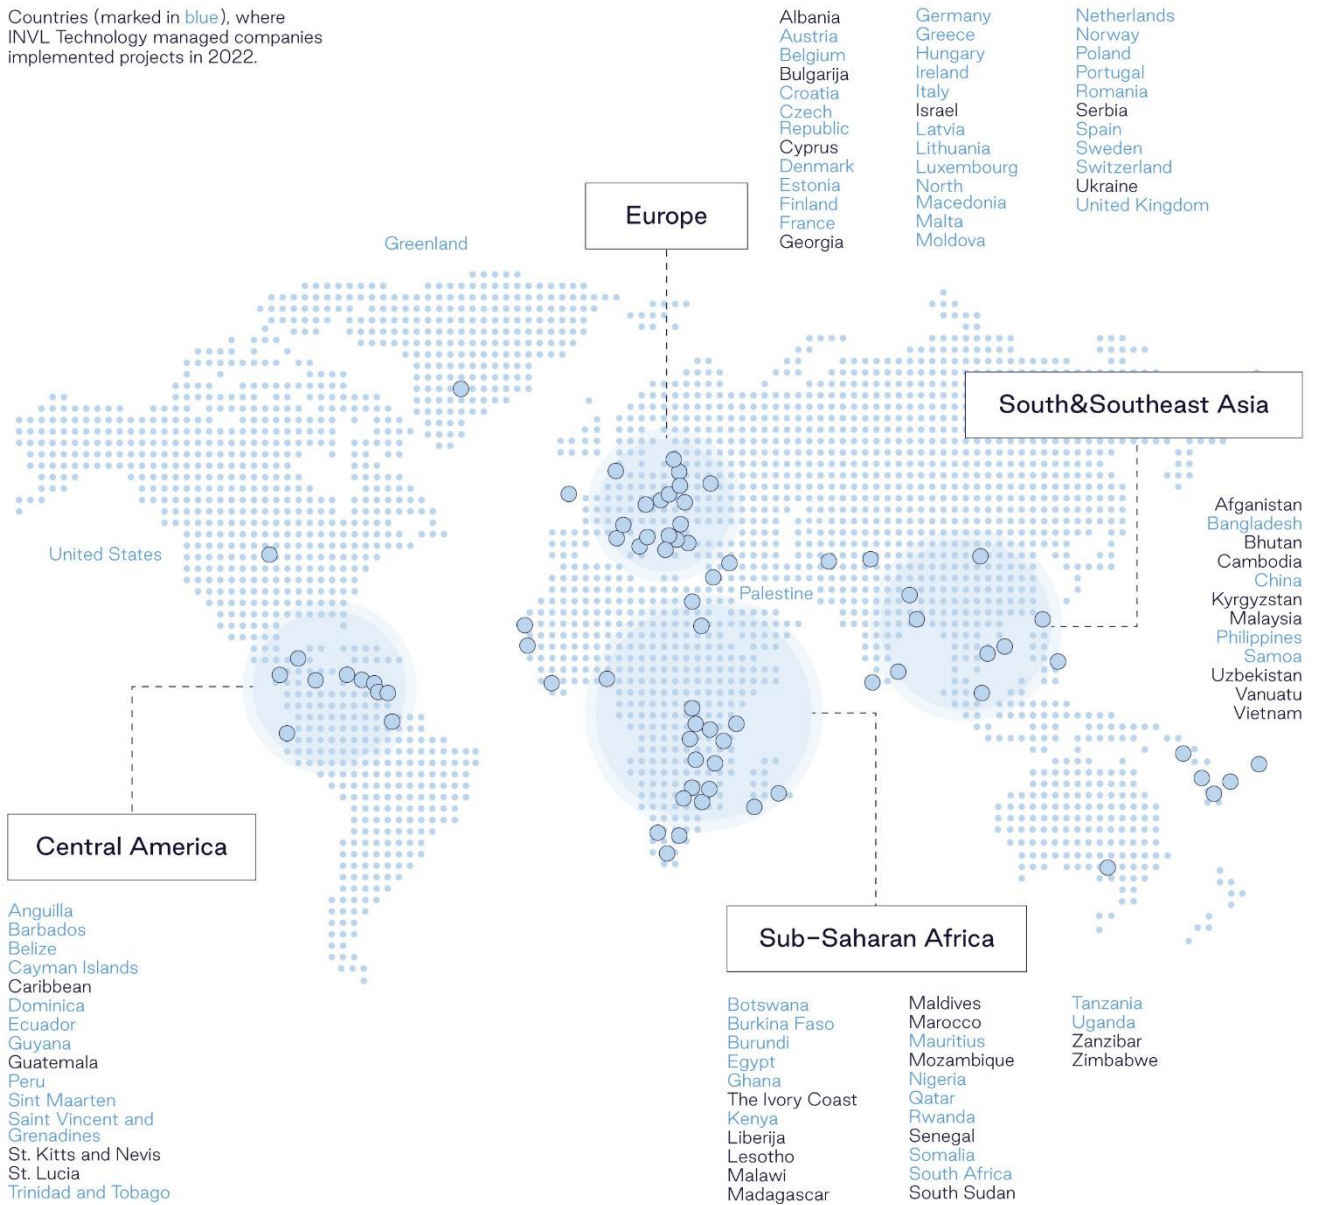 Countries (marked in blue), where
INVL Technology managed companies
implemented projects in 2022.
Albania
Austria
Belgium
Bulgarija
Croatia
Czech
Republic
Cyprus
Denmark
Estonia
Finland
France
Georgia
Germany
Greece
Hungary
Ireland
Italy
Israel
Latvia
Lithuania
Luxembourg
North
Macedonia
Malta
Moldova
Netherlands
Norway
Poland
Portugal
Romania
Serbia
Spain
Sweden
Switzerland
Ukraine
United Kingdom
Europe
Greenland
South&Southeast Asia
United States
Palestine
Afganistan
Bangladesh
Bhutan
Cambodia
China
Kyrgyzstan
Malaysia
Philippines
Samoa
Uzbekistan
Vanuatu
Vietnam
Central America
Anguilla
Barbados
Belize
Cayman Islands
Caribbean
Dominica
Ecuador
Guyana
Guatemala
Peru
Sint Maarten
Saint Vincent and
Grenadines
St. Kitts and Nevis
St. Lucia
Trinidad and Tobago
Sub-Saharan Africa
Botswana
Burkina Faso
Burundi
Egypt
Ghana
The Ivory Coast
Kenya
Liberija
Lesotho
Malawi
Madagascar
Maldives
Marocco
Mauritius
Mozambique
Nigeria
Qatar
Rwanda
Senegal
Somalia
South Africa
South Sudan
Tanzania
Uganda
Zanzibar
Zimbabwe